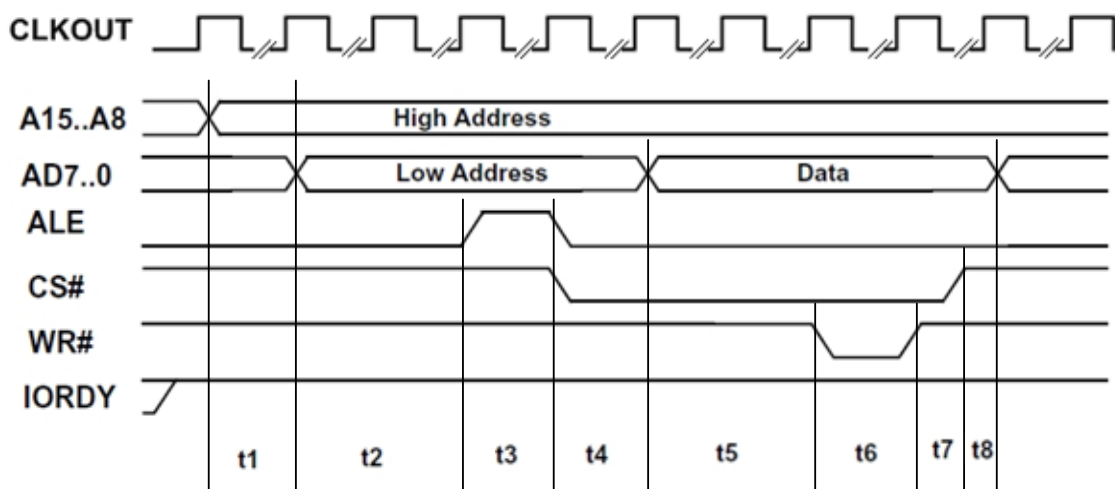 CLKOUT
A15..A8 High Address
AD7..0 Low Address Data
ALE
CS#
WR#
IORDY
t1 t2 t3 t4 t5 t6 t7 t8